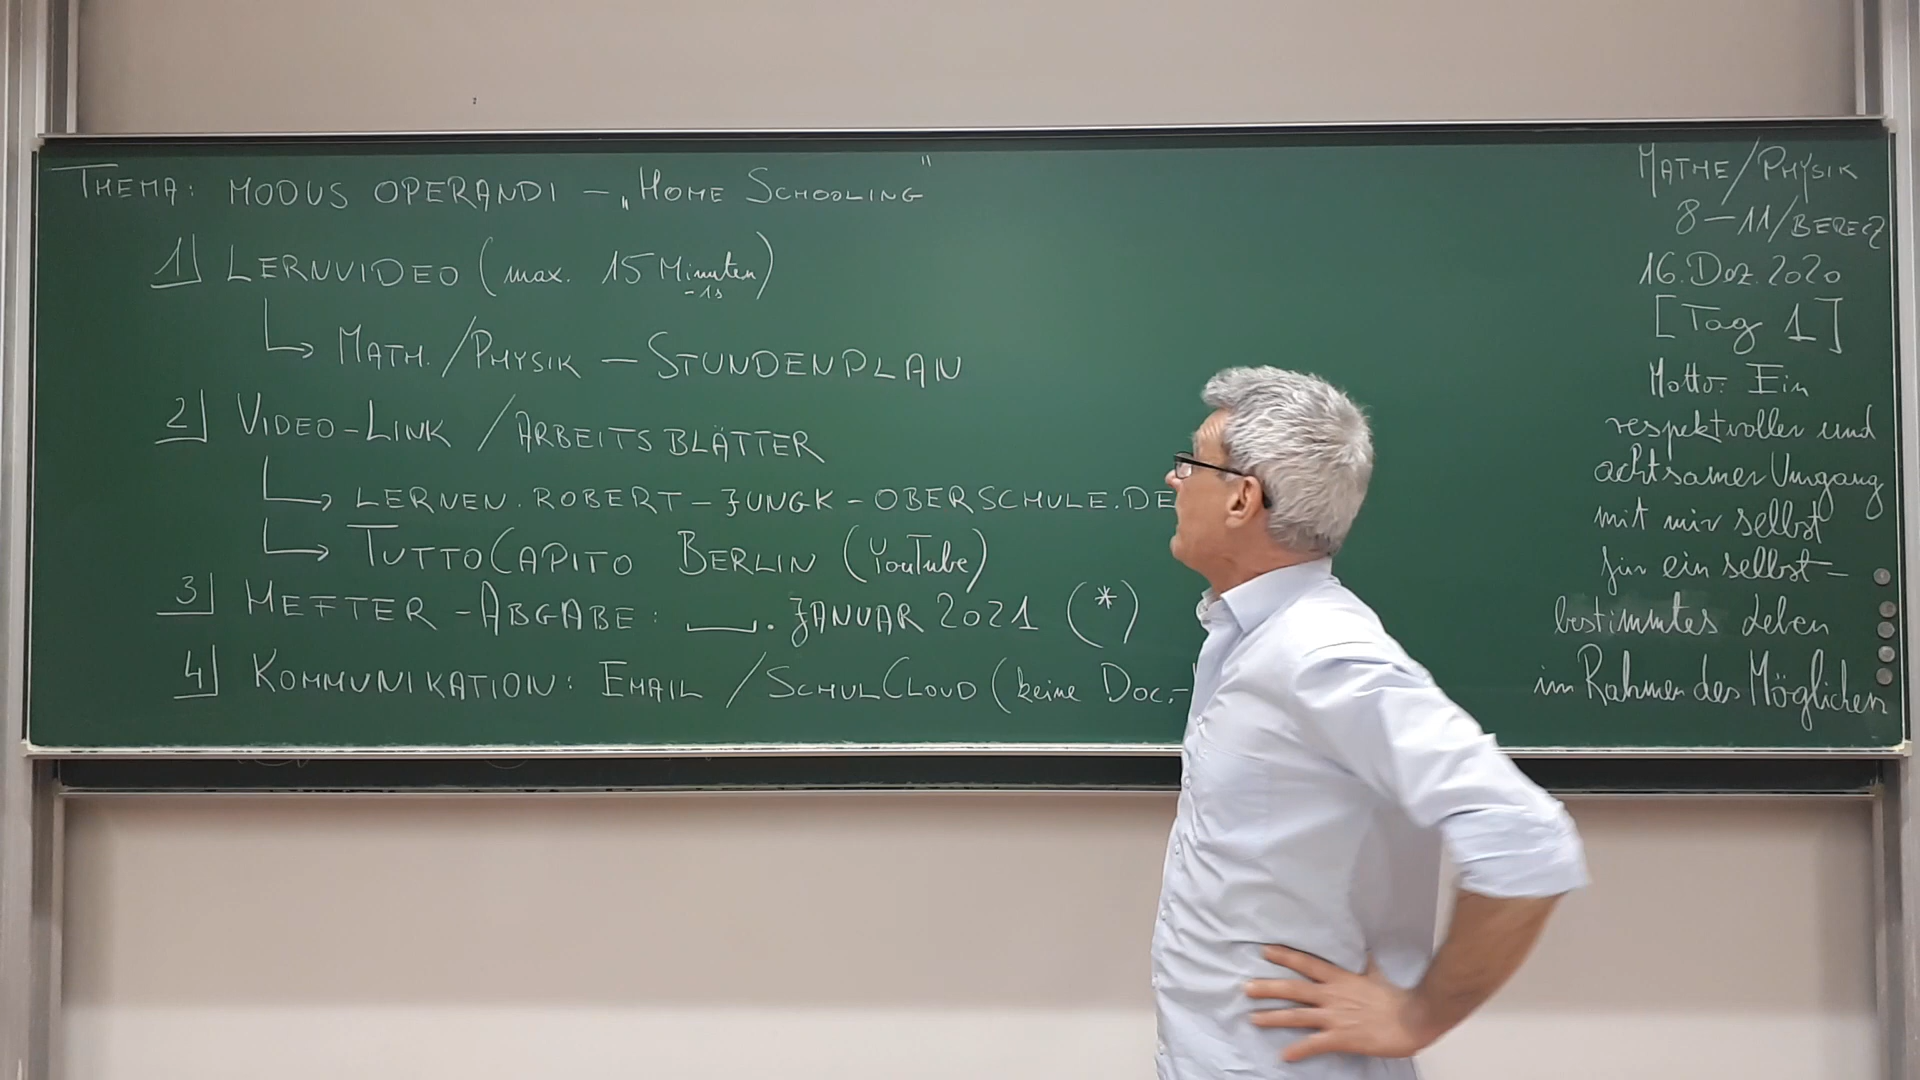 THEMA: MODUS OPERANDI – „HOME SCHOOLING"
1) LERNVIDEO (max. 15 Minuten)
-1s
↳ MATH./PHYSIK – STUNDENPLAN
2) VIDEO-LINK / ARBEITSBLÄTTER
↳ LERNEN.ROBERT-JUNGK-OBERSCHULE.DE
↳ TUTTOCAPITO BERLIN (YouTube)
3) HEFTER-ABGABE: __. JANUAR 2021 (*)
4) KOMMUNIKATION: EMAIL / SCHULCLOUD (keine Doc.-
MATHE/PHYSIK
8–11/BERECZ
16.Dez.2020
[Tag 1]
Motto: Ein
respektvoller und
achtsamer Umgang
mit mir selbst
für ein selbst-
bestimmtes Leben
im Rahmen des Möglichen